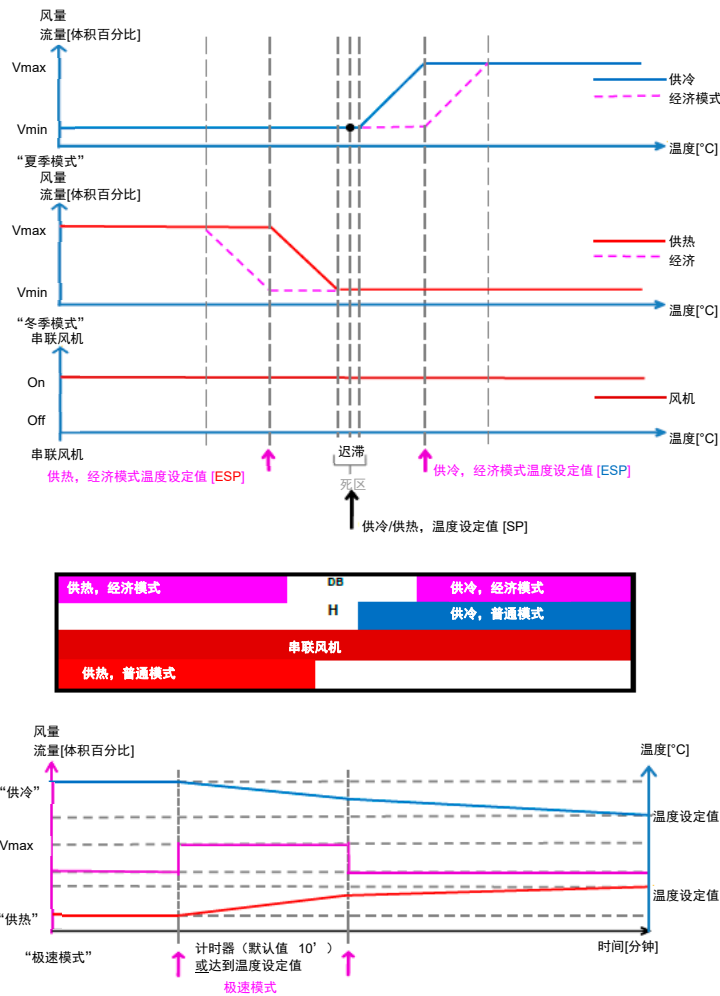 风量
流量[体积百分比]
Vmax
供冷
经济模式
Vmin
温度[°C]
“夏季模式”
风量
流量[体积百分比]
Vmax
供热
经济
Vmin
温度[°C]
“冬季模式”
串联风机
On
风机
Off
温度[°C]
串联风机
迟滞
供热，经济模式温度设定值 [ESP]
供冷，经济模式温度设定值 [ESP]
死区
供冷/供热，温度设定值 [SP]
供热，经济模式
DB
供冷，经济模式
H
供冷，普通模式
串联风机
供热，普通模式
风量
流量[体积百分比]
温度[°C]
“供冷”
温度设定值
Vmax
温度设定值
“供热”
“极速模式”
计时器（默认值 10’）
或达到温度设定值
时间[分钟]
极速模式